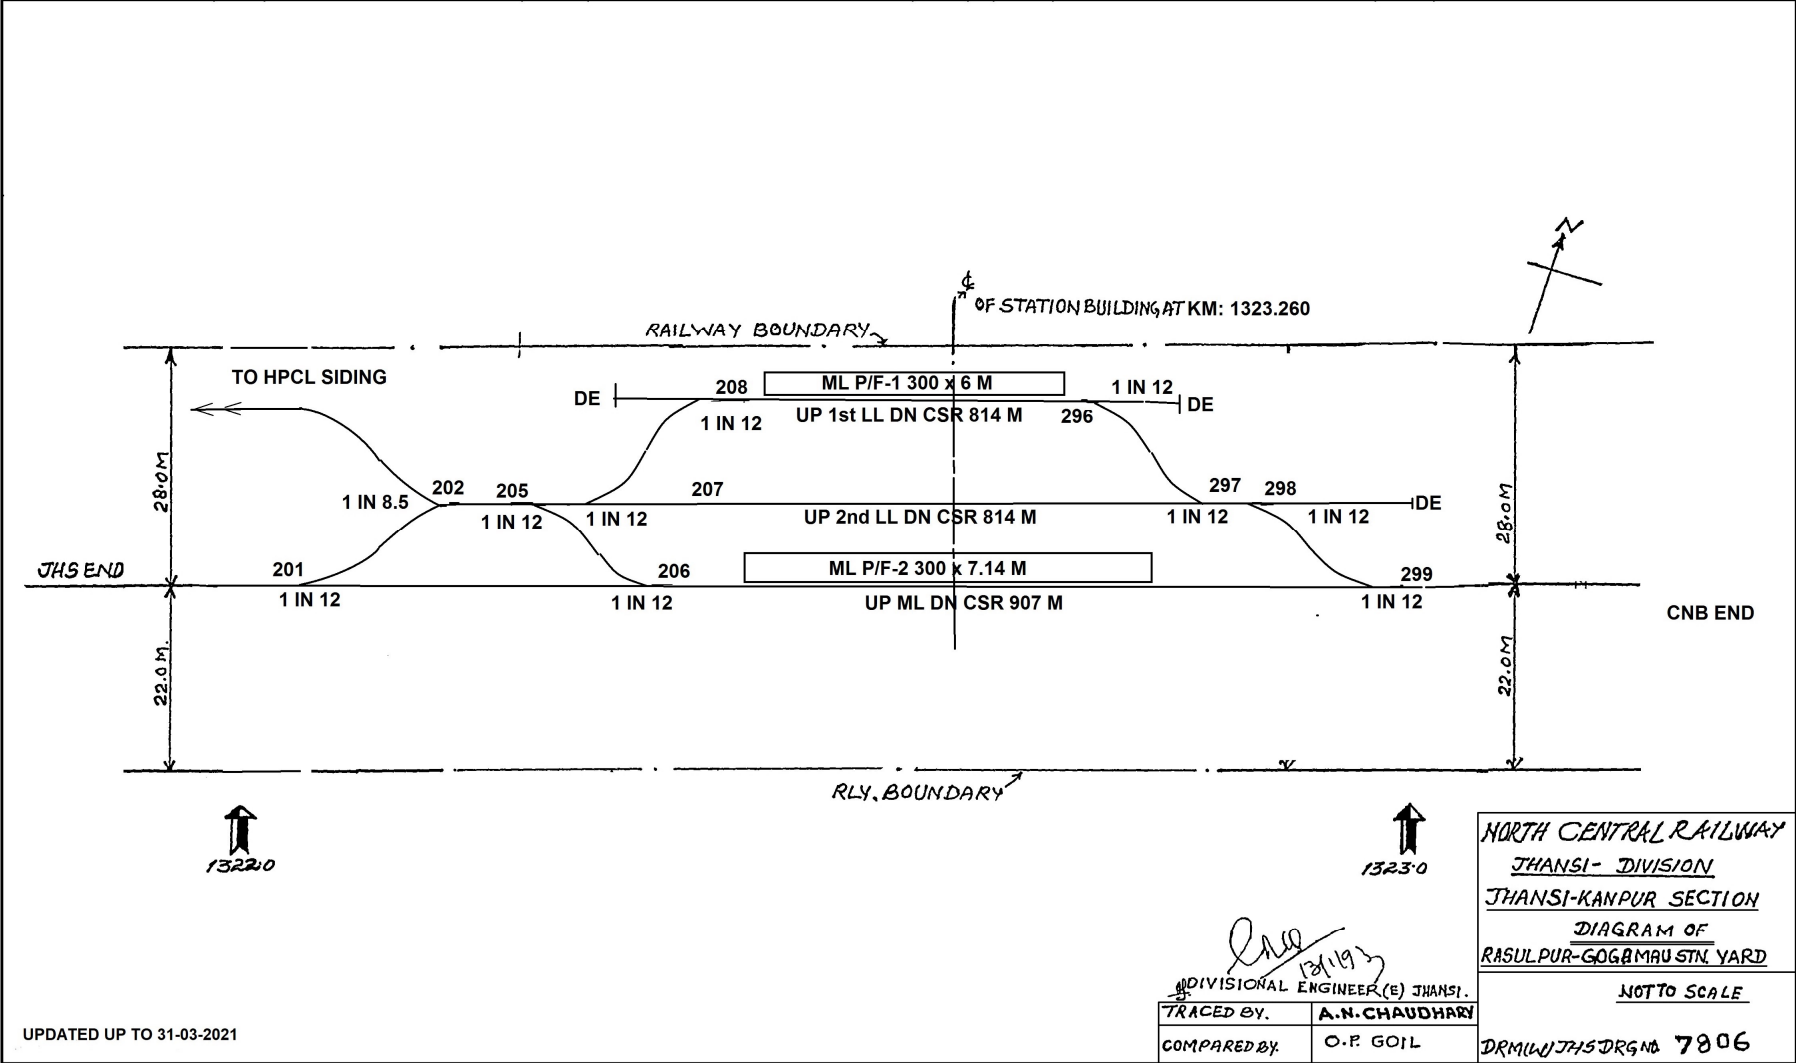 N
℄
OF STATION BUILDING AT KM: 1323.260
RAILWAY BOUNDARY
TO HPCL SIDING
DE
208
ML P/F-1 300 x 6 M
1 IN 12
DE
1 IN 12
UP 1st LL DN CSR 814 M
296
28.0M
28.0M
1 IN 8.5
202
205
207
297
298
DE
1 IN 12
1 IN 12
UP 2nd LL DN CSR 814 M
1 IN 12
1 IN 12
JHS END
201
206
ML P/F-2 300 x 7.14 M
299
1 IN 12
1 IN 12
UP ML DN CSR 907 M
1 IN 12
CNB END
22.0M.
22.0M
RLY. BOUNDARY
1322.0
1323.0
NORTH CENTRAL RAILWAY
JHANSI- DIVISION
JHANSI-KANPUR SECTION
DIAGRAM OF
RASULPUR-GOGAMAU STN. YARD
NOT TO SCALE
DRM(W)JHS DRG NO. 7806
13/1/93
DIVISIONAL ENGINEER(E) JHANSI.
TRACED BY. A.N.CHAUDHARY
COMPARED BY. O.P. GOIL
UPDATED UP TO 31-03-2021